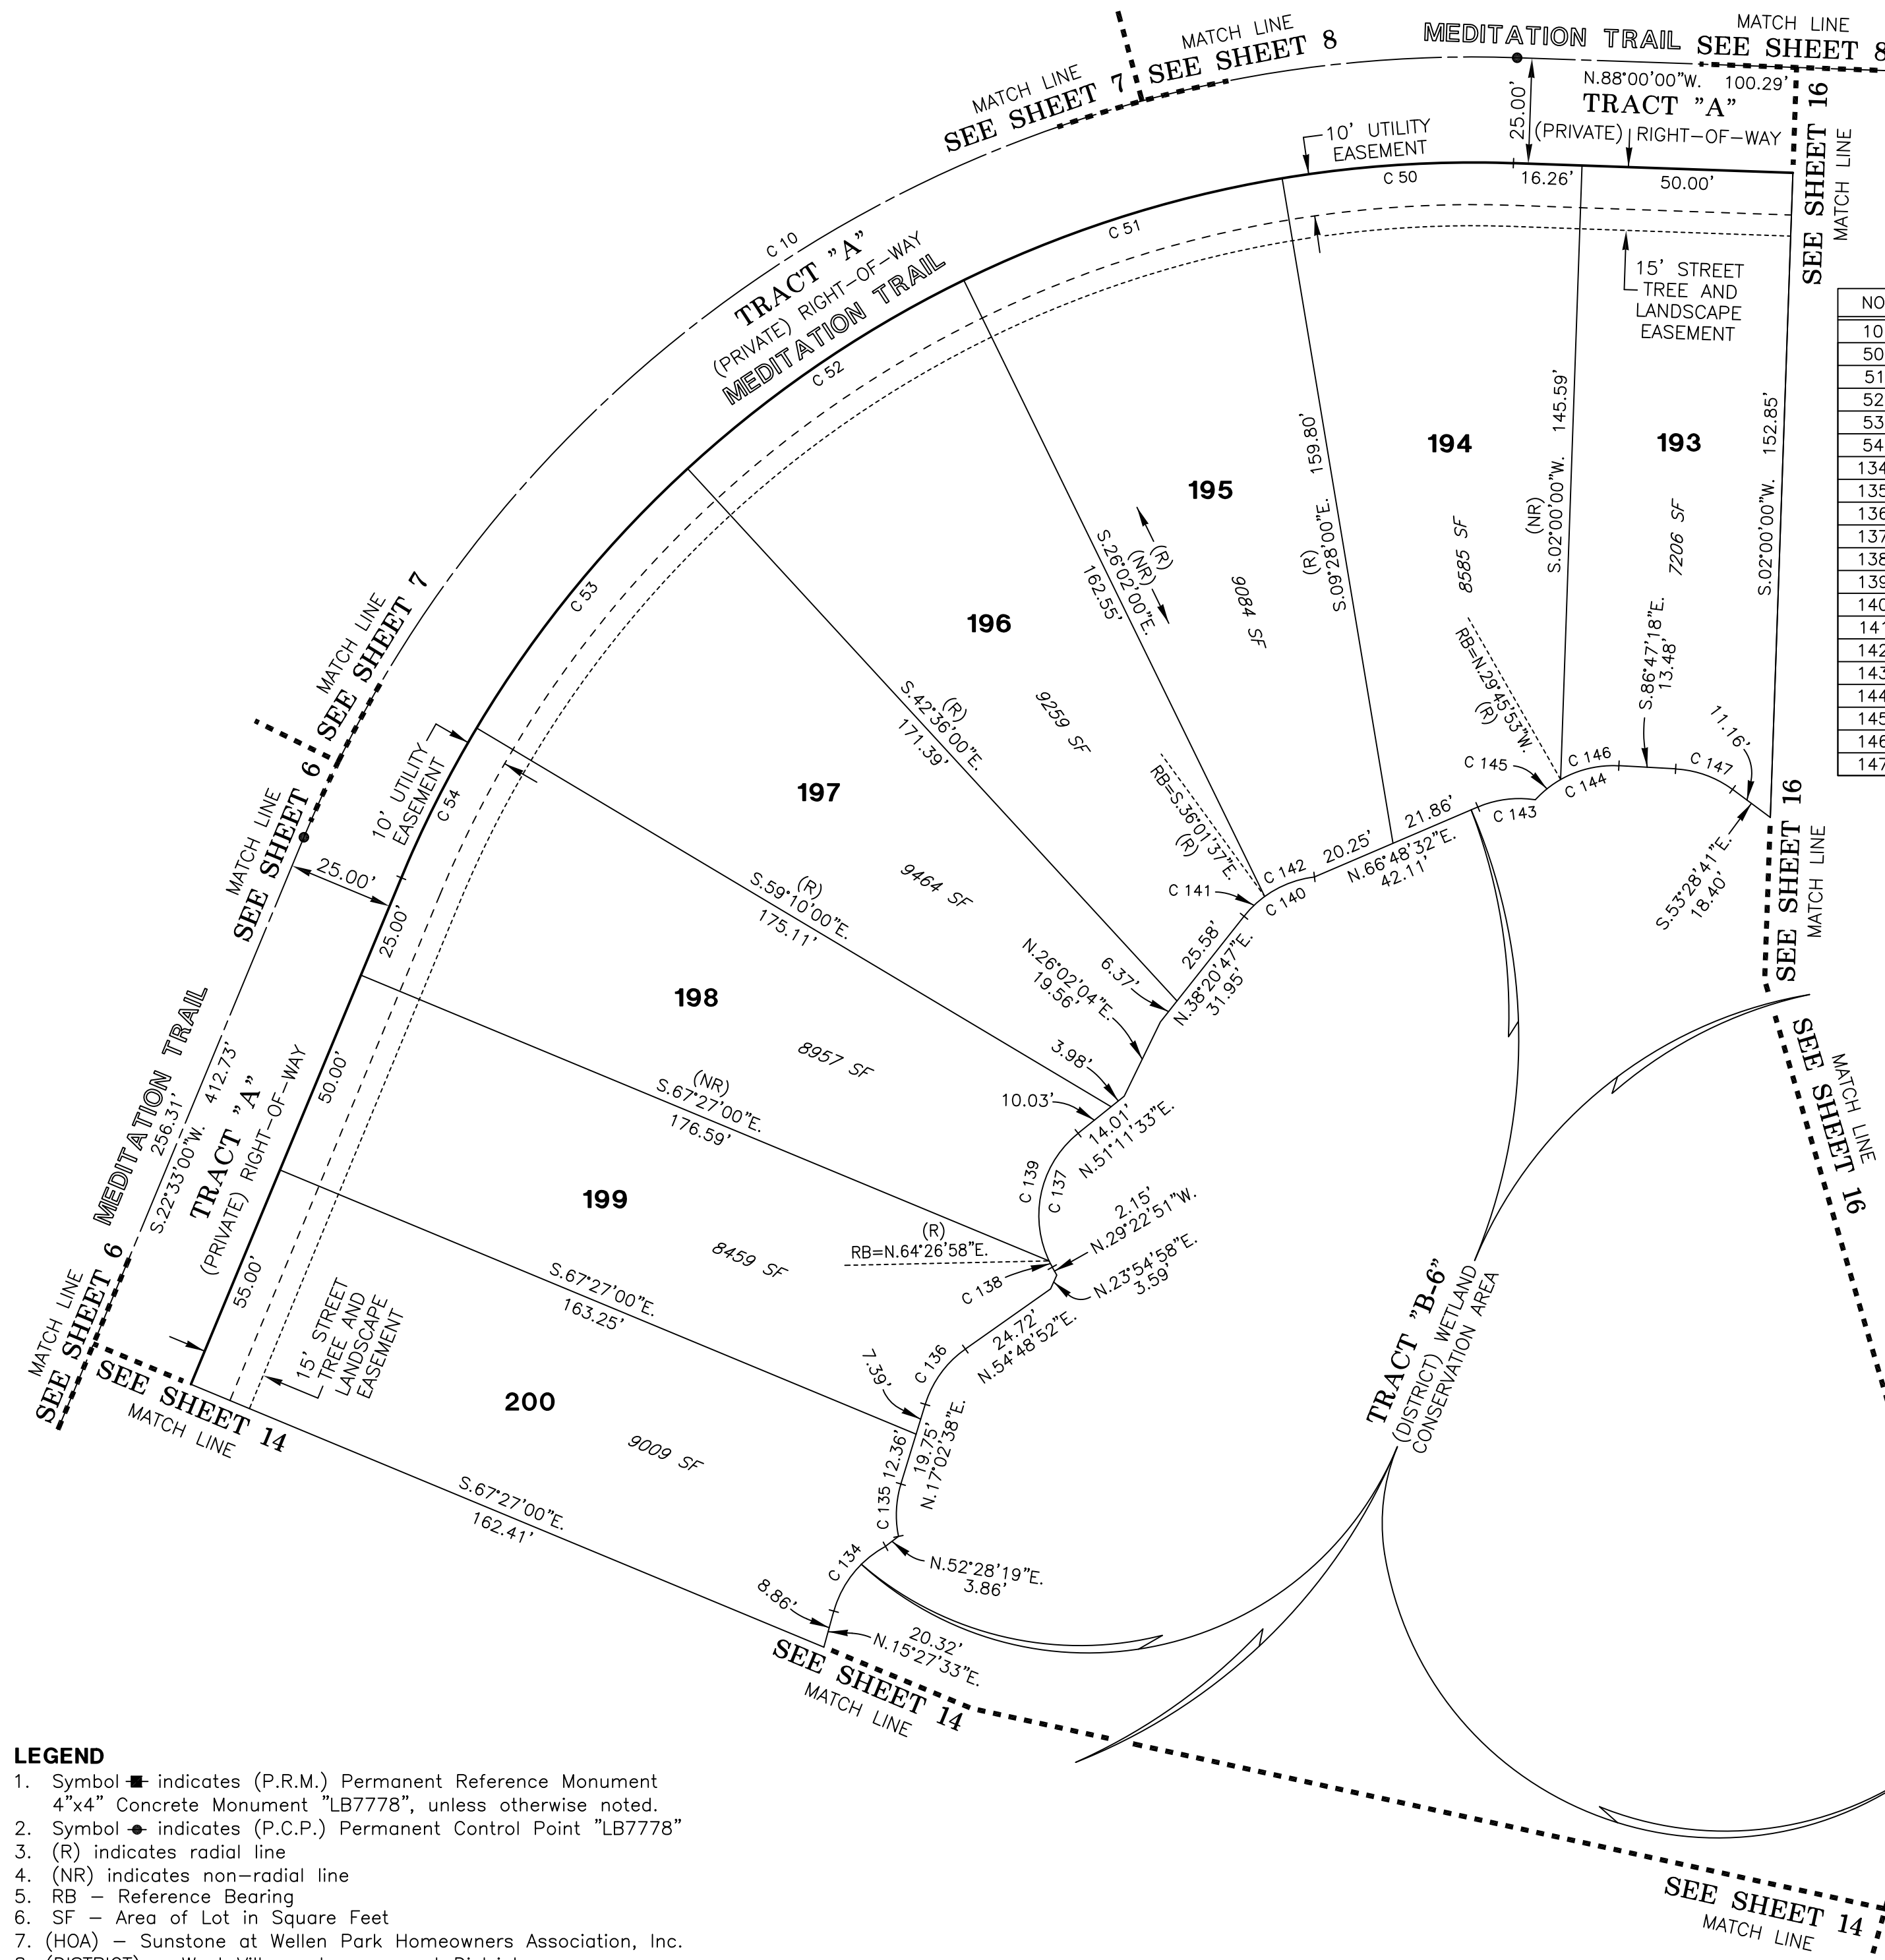 MATCH LINE
SEE SHEET 7
MATCH LINE
SEE SHEET 8
MEDITATION TRAIL
MATCH LINE
SEE SHEET 8
N.88°00'00"W. 100.29'
TRACT "A"
(PRIVATE) RIGHT-OF-WAY
25.00'
SEE SHEET 16
MATCH LINE
10' UTILITY
EASEMENT
C 50
16.26'
50.00'
C 51
C 10
TRACT "A"
(PRIVATE) RIGHT-OF-WAY
MEDITATION TRAIL
C 52
15' STREET
TREE AND
LANDSCAPE
EASEMENT
NO
10
50
51
52
53
54
134
135
136
137
138
139
140
141
142
143
144
145
146
147
193
7206 SF
S.02°00'00"W. 152.85'
194
8585 SF
(NR)
S.02°00'00"W. 145.59'
195
9084 SF
(R)
S.09°28'00"E. 159.80'
(R)
(NR)
S.26°02'00"E.
162.55'
196
9259 SF
(R)
S.42°36'00"E.
171.39'
197
9464 SF
(R)
S.59°10'00"E.
175.11'
198
8957 SF
(NR)
S.67°27'00"E.
176.59'
199
8459 SF
S.67°27'00"E.
163.25'
200
9009 SF
S.67°27'00"E.
162.41'
RB=N.29°45'53"W.
(R)
S.86°47'18"E.
13.48'
11.16'
C 145
C 146
C 144
C 147
C 143
S.53°28'41"E.
18.40'
SEE SHEET 16
MATCH LINE
RB=S.36°01'37"E.
(R)
C 141
C 142
C 140
20.25'
21.86'
N.66°48'32"E.
42.11'
25.58'
6.37'
N.38°20'47"E.
31.95'
N.26°02'04"E.
19.56'
3.98'
10.03'
14.01'
N.51°11'33"E.
C 139
C 137
2.15'
N.29°22'51"W.
(R)
RB=N.64°26'58"E.
C 138
N.23°54'58"E.
3.59'
24.72'
N.54°48'52"E.
C 136
7.39'
12.36'
19.75'
N.17°02'38"E.
C 135
C 134
N.52°28'19"E.
3.86'
8.86'
20.32'
N.15°27'33"E.
C 53
MATCH LINE
SEE SHEET 7
MATCH LINE
SEE SHEET 6
10' UTILITY
EASEMENT
C 54
25.00'
25.00'
50.00'
55.00'
MEDITATION TRAIL
256.31'
S.22°33'00"W. 412.73'
TRACT "A"
(PRIVATE) RIGHT-OF-WAY
15' STREET
TREE AND
LANDSCAPE
EASEMENT
MATCH LINE
SEE SHEET 6
SEE SHEET 14
MATCH LINE
SEE SHEET 14
MATCH LINE
TRACT "B-6"
(DISTRICT) WETLAND
CONSERVATION AREA
MATCH LINE
SEE SHEET 16
SEE SHEET 14
MATCH LINE
LEGEND
1. Symbol indicates (P.R.M.) Permanent Reference Monument
4"x4" Concrete Monument "LB7778", unless otherwise noted.
2. Symbol indicates (P.C.P.) Permanent Control Point "LB7778"
3. (R) indicates radial line
4. (NR) indicates non-radial line
5. RB - Reference Bearing
6. SF - Area of Lot in Square Feet
7. (HOA) - Sunstone at Wellen Park Homeowners Association, Inc.